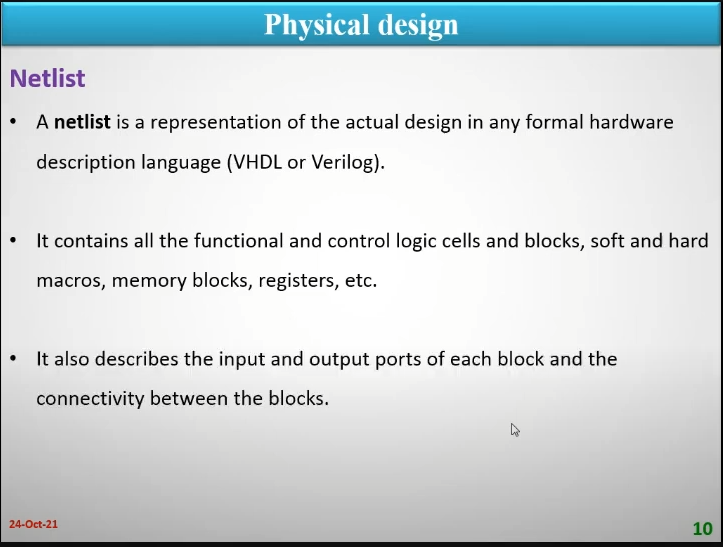 Physical design
Netlist
• A netlist is a representation of the actual design in any formal hardware
description language (VHDL or Verilog).
• It contains all the functional and control logic cells and blocks, soft and hard
macros, memory blocks, registers, etc.
• It also describes the input and output ports of each block and the
connectivity between the blocks.
24-Oct-21
10